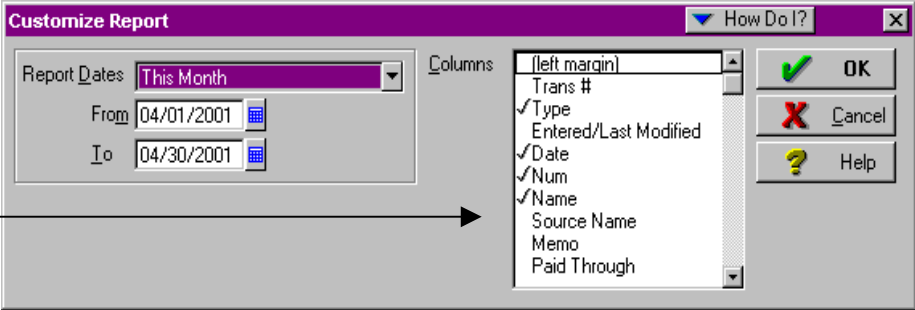 Customize Report
How Do I?
Report Dates This Month
From 04/01/2001
To 04/30/2001
Columns
(left margin)
Trans #
Type
Entered/Last Modified
Date
Num
Name
Source Name
Memo
Paid Through
OK
Cancel
Help